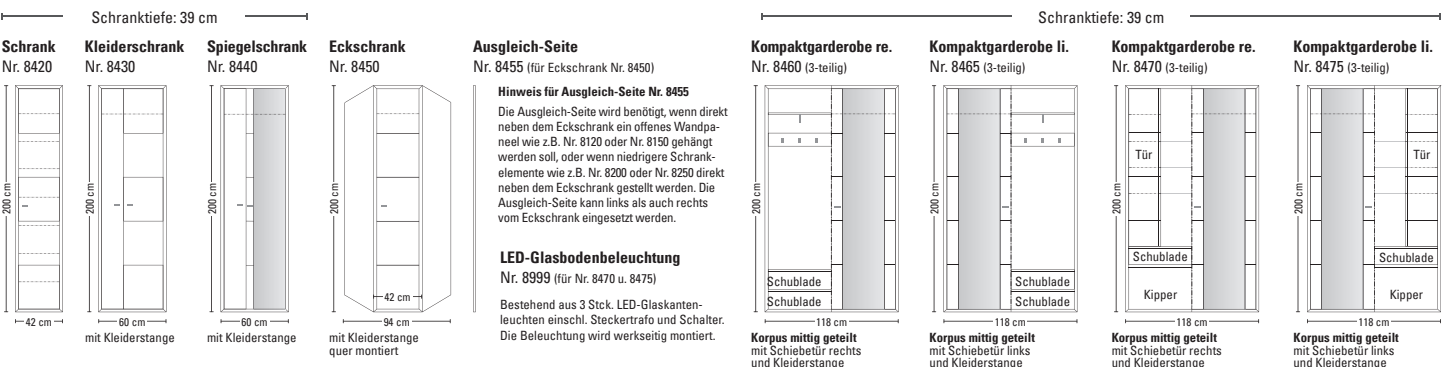 Schranktiefe: 39 cm
Schrank
Nr. 8420
200 cm
42 cm
Kleiderschrank
Nr. 8430
200 cm
60 cm
mit Kleiderstange
Spiegelschrank
Nr. 8440
200 cm
60 cm
mit Kleiderstange
Eckschrank
Nr. 8450
200 cm
42 cm
94 cm
mit Kleiderstange
quer montiert
Ausgleich-Seite
Nr. 8455 (für Eckschrank Nr. 8450)
Hinweis für Ausgleich-Seite Nr. 8455
Die Ausgleich-Seite wird benötigt, wenn direkt
neben dem Eckschrank ein offenes Wandpa-
neel wie z.B. Nr. 8120 oder Nr. 8150 gehängt
werden soll, oder wenn niedrigere Schrank-
elemente wie z.B. Nr. 8200 oder Nr. 8250 direkt
neben dem Eckschrank gestellt werden. Die
Ausgleich-Seite kann links als auch rechts
vom Eckschrank eingesetzt werden.
LED-Glasbodenbeleuchtung
Nr. 8999 (für Nr. 8470 u. 8475)
Bestehend aus 3 Stck. LED-Glaskanten-
leuchten einschl. Steckertrafo und Schalter.
Die Beleuchtung wird werkseitig montiert.
Schranktiefe: 39 cm
Kompaktgarderobe re.
Nr. 8460 (3-teilig)
200 cm
Schublade
Schublade
118 cm
Korpus mittig geteilt
mit Schiebetür rechts
und Kleiderstange
Kompaktgarderobe li.
Nr. 8465 (3-teilig)
200 cm
Schublade
Schublade
118 cm
Korpus mittig geteilt
mit Schiebetür links
und Kleiderstange
Kompaktgarderobe re.
Nr. 8470 (3-teilig)
200 cm
Tür
Schublade
Kipper
118 cm
Korpus mittig geteilt
mit Schiebetür rechts
und Kleiderstange
Kompaktgarderobe li.
Nr. 8475 (3-teilig)
200 cm
Tür
Schublade
Kipper
118 cm
Korpus mittig geteilt
mit Schiebetür links
und Kleiderstange